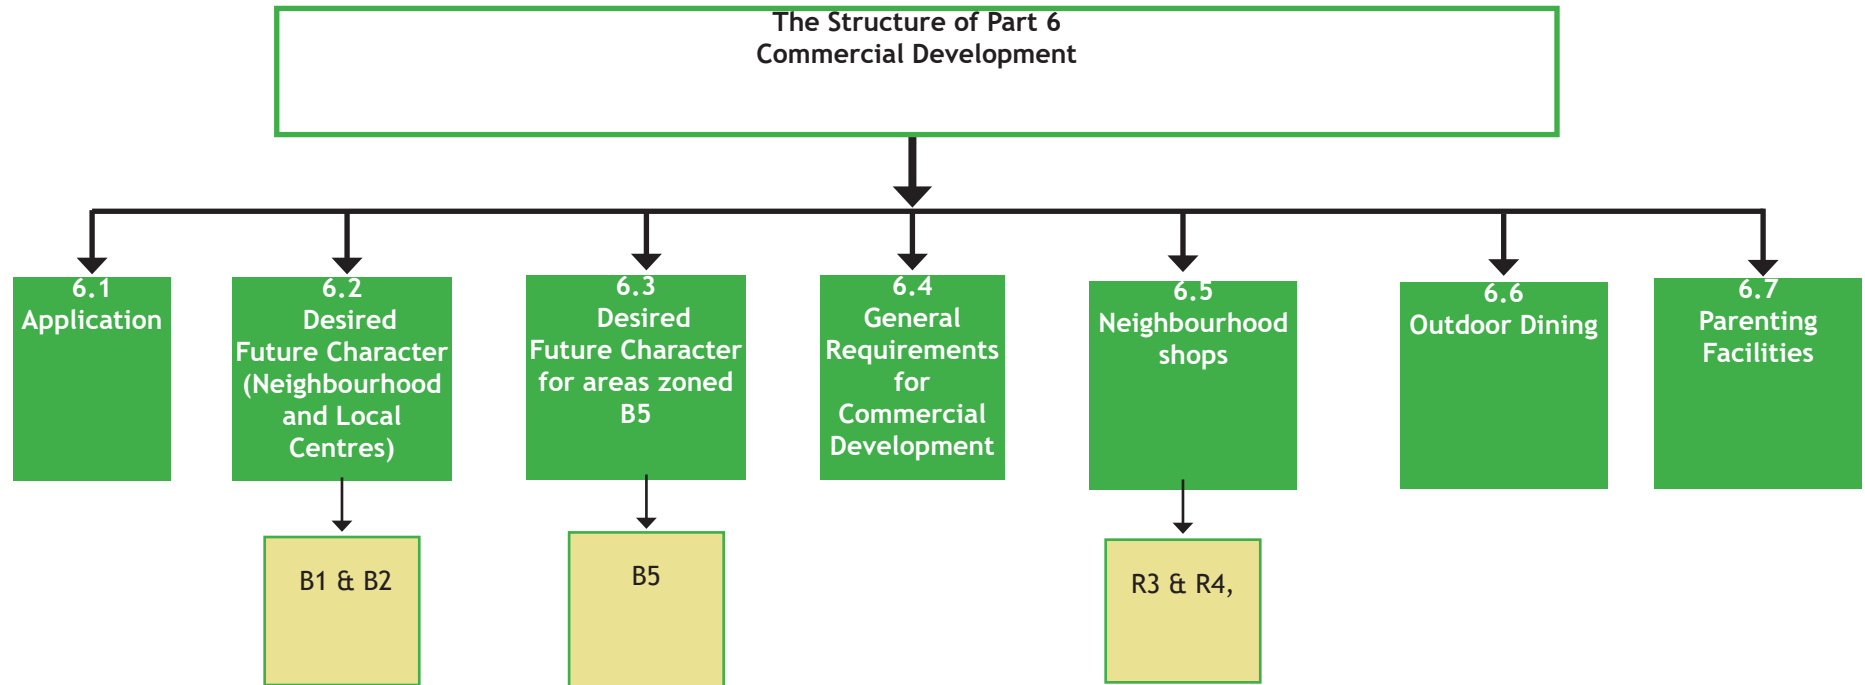 The Structure of Part 6
Commercial Development
6.1
Application
6.2
Desired
Future Character
(Neighbourhood
and Local
Centres)
6.3
Desired
Future Character
for areas zoned
B5
6.4
General
Requirements
for
Commercial
Development
6.5
Neighbourhood
shops
6.6
Outdoor Dining
6.7
Parenting
Facilities
B1 & B2
B5
R3 & R4,